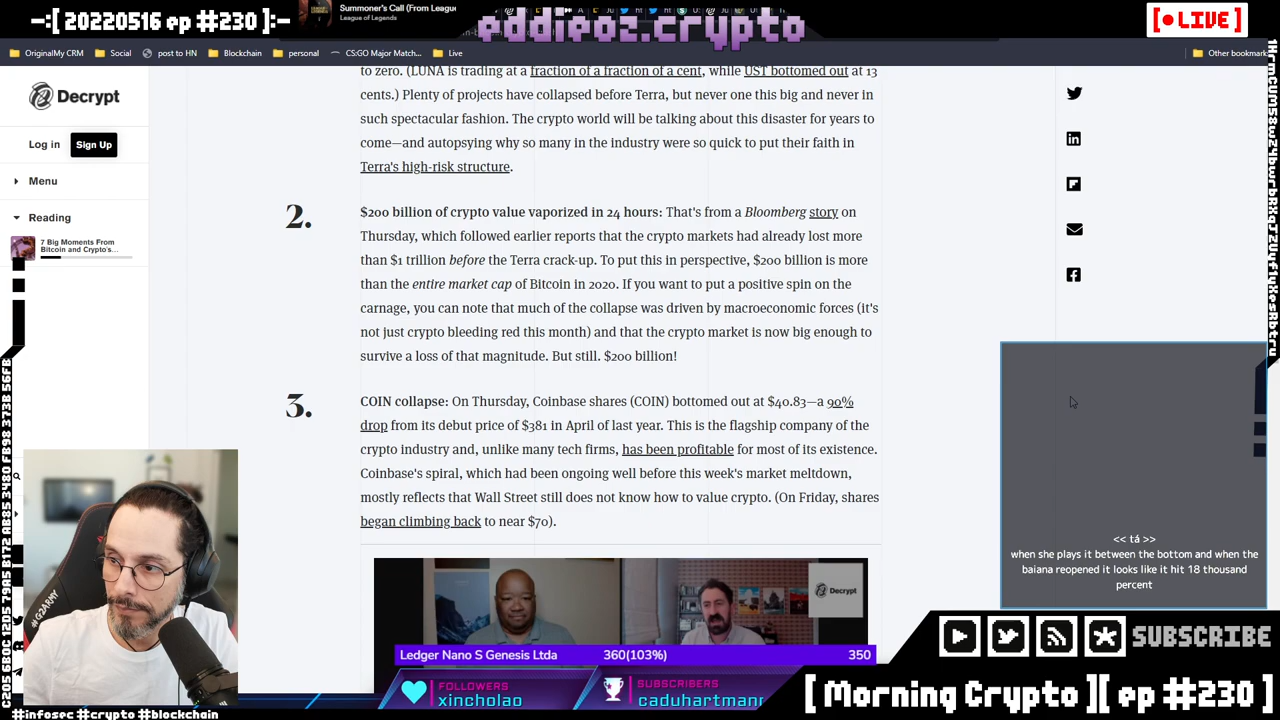 -:[ 20220516 ep #230 ]:-
Summoner's Call (From Leagu
League of Legends
eddieoz.crypto
[●LIVE]
OriginalMy CRM
Social
post to HN
Blockchain
personal
CS:GO Major Match...
Live
Other bookmark
Decrypt
Log in
Sign Up
Menu
Reading
7 Big Moments From
Bitcoin and Crypto's...
to zero. (LUNA is trading at a fraction of a fraction of a cent, while UST bottomed out at 13
cents.) Plenty of projects have collapsed before Terra, but never one this big and never in
such spectacular fashion. The crypto world will be talking about this disaster for years to
come—and autopsying why so many in the industry were so quick to put their faith in
Terra's high-risk structure.
2.
$200 billion of crypto value vaporized in 24 hours: That's from a Bloomberg story on
Thursday, which followed earlier reports that the crypto markets had already lost more
than $1 trillion before the Terra crack-up. To put this in perspective, $200 billion is more
than the entire market cap of Bitcoin in 2020. If you want to put a positive spin on the
carnage, you can note that much of the collapse was driven by macroeconomic forces (it's
not just crypto bleeding red this month) and that the crypto market is now big enough to
survive a loss of that magnitude. But still. $200 billion!
3.
COIN collapse: On Thursday, Coinbase shares (COIN) bottomed out at $40.83—a 90%
drop from its debut price of $381 in April of last year. This is the flagship company of the
crypto industry and, unlike many tech firms, has been profitable for most of its existence.
Coinbase's spiral, which had been ongoing well before this week's market meltdown,
mostly reflects that Wall Street still does not know how to value crypto. (On Friday, shares
began climbing back to near $70).
Decrypt
<< tá >>
when she plays it between the bottom and when the
baiana reopened it looks like it hit 18 thousand
percent
#G2ARMY
Ledger Nano S Genesis Ltda 360(103%) 350
FOLLOWERS
xincholao
SUBSCRIBERS
caduhartmann
SUBSCRIBE
[ Morning Crypto ][ ep #230 ]
#infosec #crypto #blockchain